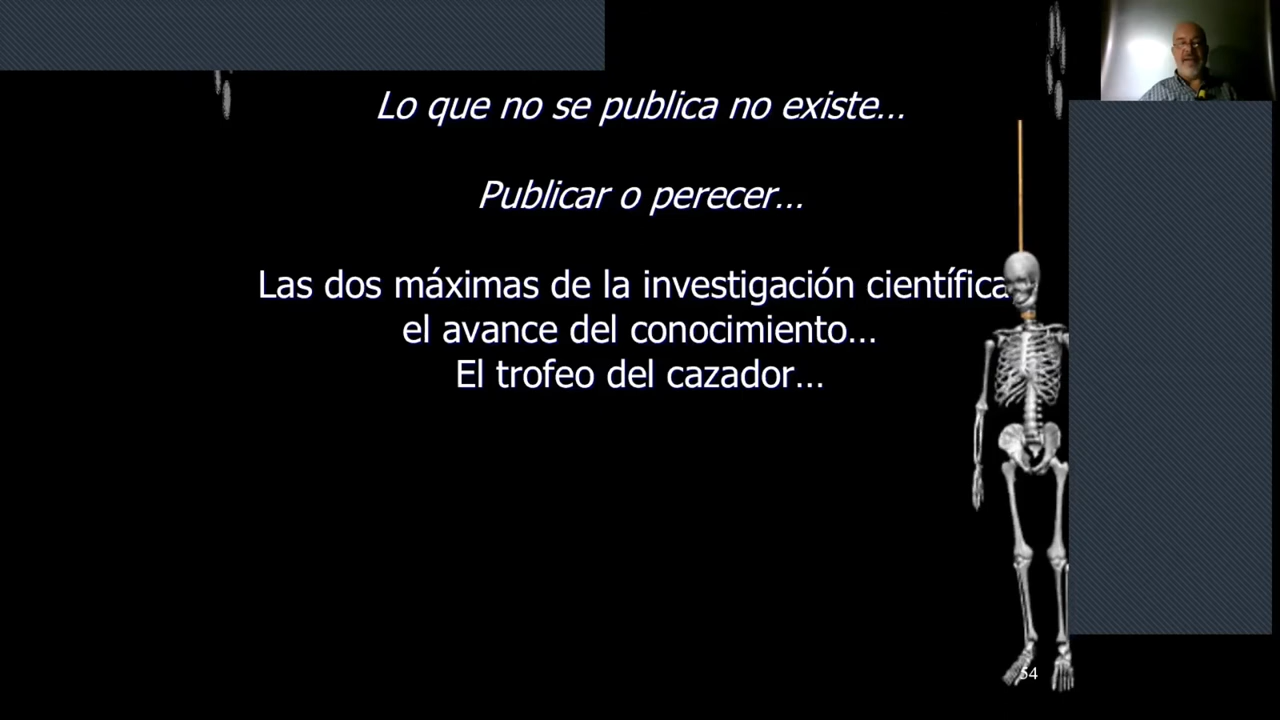 Lo que no se publica no existe…
Publicar o perecer…
Las dos máximas de la investigación científica
el avance del conocimiento…
El trofeo del cazador…
54